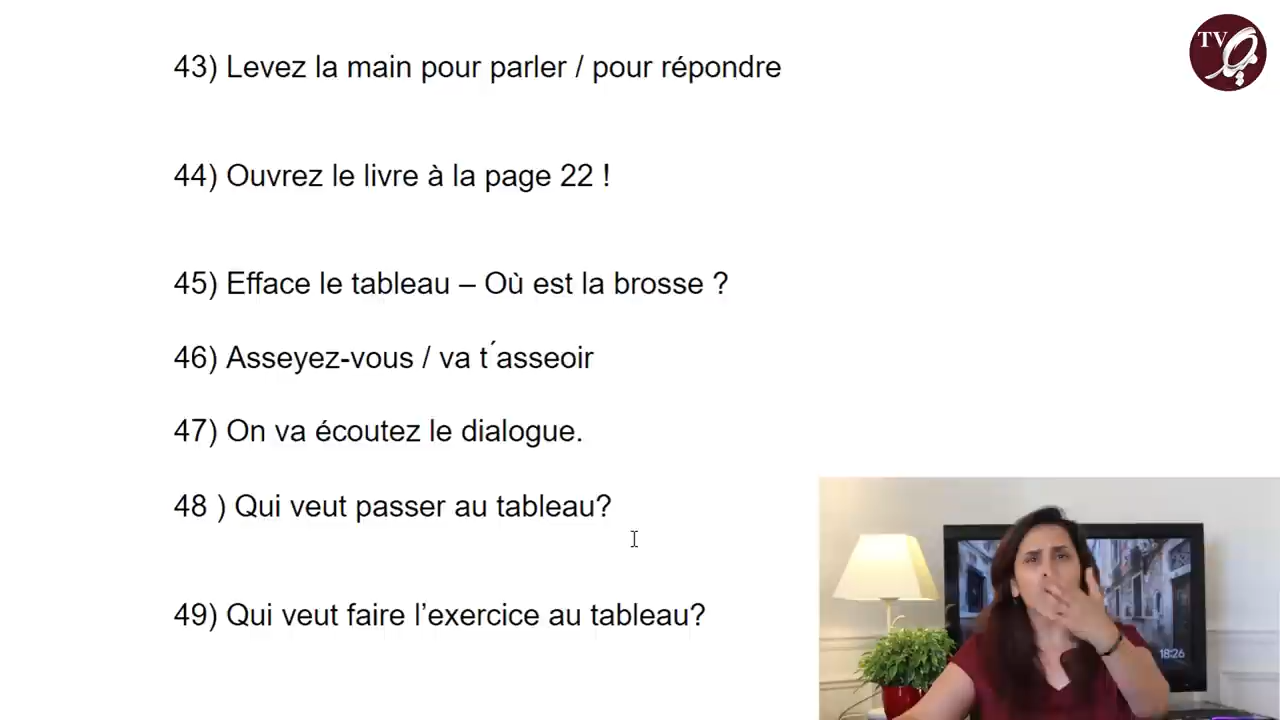 TV
43) Levez la main pour parler / pour répondre
44) Ouvrez le livre à la page 22 !
45) Efface le tableau – Où est la brosse ?
46) Asseyez-vous / va t´asseoir
47) On va écoutez le dialogue.
48 ) Qui veut passer au tableau?
49) Qui veut faire l’exercice au tableau?
18:26